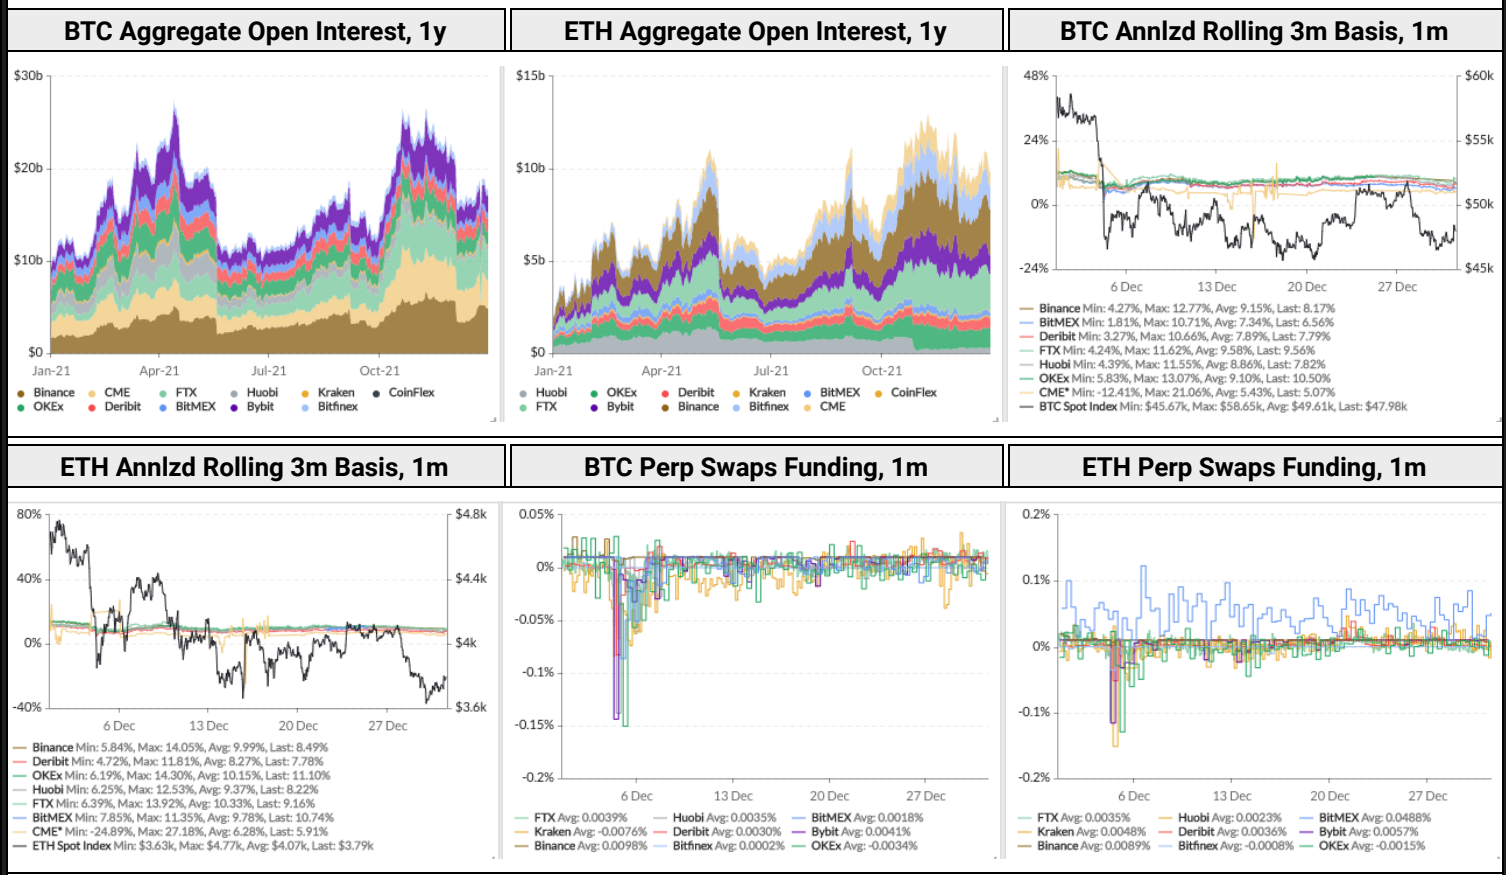 BTC Aggregate Open Interest, 1y
ETH Aggregate Open Interest, 1y
BTC Annlzd Rolling 3m Basis, 1m
$30b
$20b
$10b
$0
Jan-21 Apr-21 Jul-21 Oct-21
Binance CME FTX Huobi Kraken CoinFlex
OKEx Deribit BitMEX Bybit Bitfinex
$15b
$10b
$5b
$0
Jan-21 Apr-21 Jul-21 Oct-21
Huobi OKEx Deribit Kraken BitMEX CoinFlex
FTX Bybit Binance Bitfinex CME
48% $60k
24% $55k
0% $50k
-24% $45k
6 Dec 13 Dec 20 Dec 27 Dec
Binance Min: 4.27%, Max: 12.77%, Avg: 9.15%, Last: 8.17%
BitMEX Min: 1.81%, Max: 10.71%, Avg: 7.34%, Last: 6.56%
Deribit Min: 3.27%, Max: 10.66%, Avg: 7.89%, Last: 7.79%
FTX Min: 4.24%, Max: 11.62%, Avg: 9.58%, Last: 9.56%
Huobi Min: 4.39%, Max: 11.55%, Avg: 8.86%, Last: 7.82%
OKEx Min: 5.83%, Max: 13.07%, Avg: 9.10%, Last: 10.50%
CME* Min: -12.41%, Max: 21.06%, Avg: 5.43%, Last: 5.07%
BTC Spot Index Min: $45.67k, Max: $58.65k, Avg: $49.61k, Last: $47.98k
ETH Annlzd Rolling 3m Basis, 1m
BTC Perp Swaps Funding, 1m
ETH Perp Swaps Funding, 1m
80% $4.8k
40% $4.4k
0% $4k
-40% $3.6k
6 Dec 13 Dec 20 Dec 27 Dec
Binance Min: 5.84%, Max: 14.05%, Avg: 9.99%, Last: 8.49%
Deribit Min: 4.72%, Max: 11.81%, Avg: 8.27%, Last: 7.78%
OKEx Min: 6.19%, Max: 14.30%, Avg: 10.15%, Last: 11.10%
Huobi Min: 6.25%, Max: 12.53%, Avg: 9.37%, Last: 8.22%
FTX Min: 6.39%, Max: 13.92%, Avg: 10.33%, Last: 9.16%
BitMEX Min: 7.85%, Max: 11.35%, Avg: 9.78%, Last: 10.74%
CME* Min: -24.89%, Max: 27.18%, Avg: 6.28%, Last: 5.91%
ETH Spot Index Min: $3.63k, Max: $4.77k, Avg: $4.07k, Last: $3.79k
0.05%
0%
-0.05%
-0.1%
-0.15%
-0.2%
6 Dec 13 Dec 20 Dec 27 Dec
FTX Avg: 0.0039% Huobi Avg: 0.0035% BitMEX Avg: 0.0018%
Kraken Avg: -0.0076% Deribit Avg: 0.0030% Bybit Avg: 0.0041%
Binance Avg: 0.0098% Bitfinex Avg: 0.0002% OKEx Avg: -0.0034%
0.2%
0.1%
0%
-0.1%
-0.2%
6 Dec 13 Dec 20 Dec 27 Dec
FTX Avg: 0.0035% Huobi Avg: 0.0023% BitMEX Avg: 0.0488%
Kraken Avg: 0.0048% Deribit Avg: 0.0036% Bybit Avg: 0.0057%
Binance Avg: 0.0089% Bitfinex Avg: -0.0008% OKEx Avg: -0.0015%